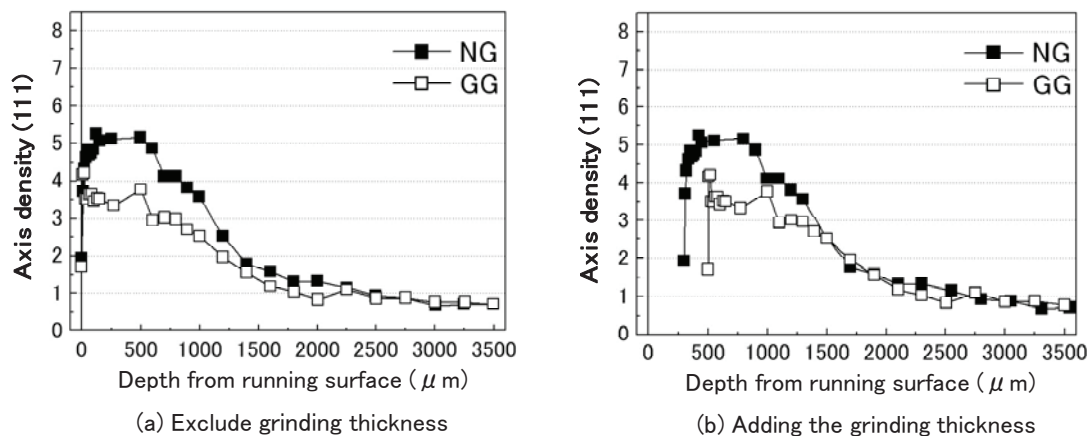 8
7
6
5
4
3
2
1
0
Axis density (111)
NG
GG
0 500 1000 1500 2000 2500 3000 3500
Depth from running surface ( μ m)
(a) Exclude grinding thickness
8
7
6
5
4
3
2
1
0
Axis density (111)
NG
GG
0 500 1000 1500 2000 2500 3000 3500
Depth from running surface ( μ m)
(b) Adding the grinding thickness